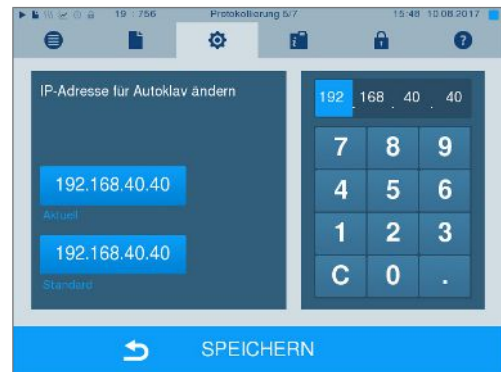 19 : 756 Protokollierung 5/7 15:48 10.08.2017
IP-Adresse für Autoklav ändern
192.168.40.40
Aktuell
192.168.40.40
Standard
192 . 168 . 40 . 40
7 8 9
4 5 6
1 2 3
C 0 .
SPEICHERN